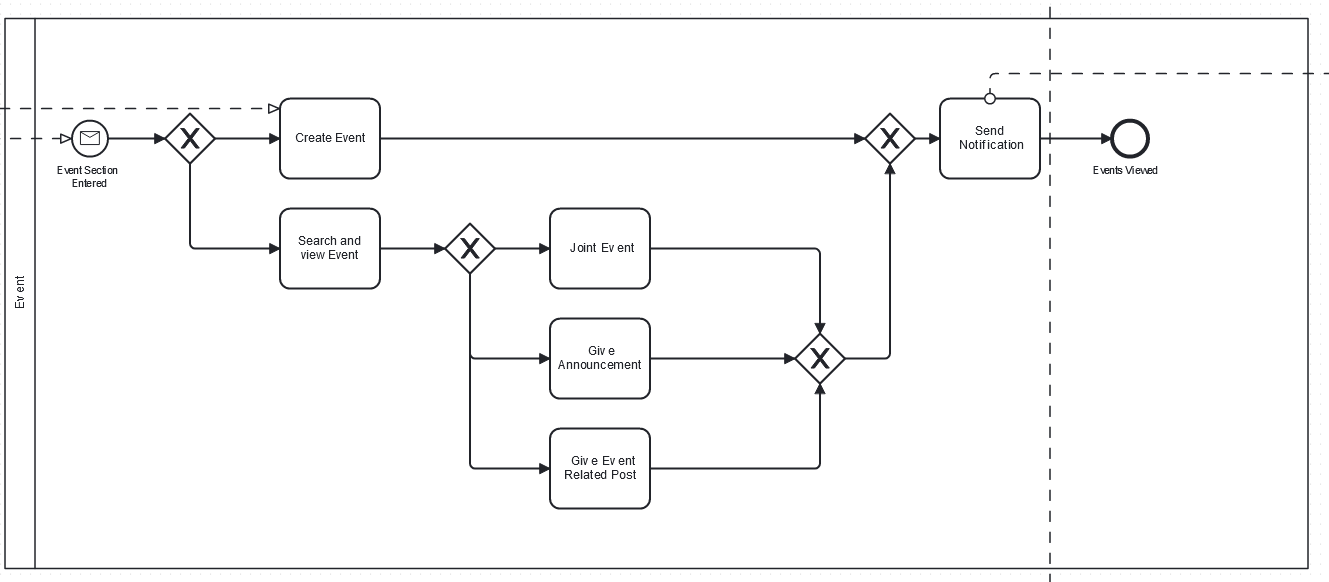 Event
Event Section
Entered
Create Event
Search and
view Event
Joint Event
Give
Announcement
Give Event
Related Post
Send
Notification
Events Viewd